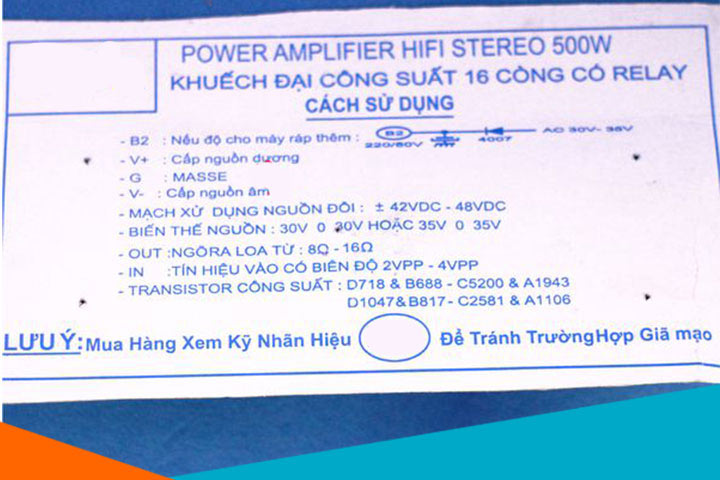 POWER AMPLIFIER HIFI STEREO 500W
KHUẾCH ĐẠI CÔNG SUẤT 16 CÒNG CÓ RELAY
CÁCH SỬ DỤNG
- B2 : Nếu độ cho máy ráp thêm : B2 220/50V 4007 AC 30V- 35V
- V+ : Cấp nguồn dương
- G : MASSE
- V- : Cấp nguồn âm
- MẠCH XỬ DỤNG NGUỒN ĐÔI : ± 42VDC - 48VDC
- BIẾN THẾ NGUỒN : 30V 0 30V HOẶC 35V 0 35V
- OUT :NGÕRA LOA TỪ : 8Ω - 16Ω
- IN :TÍN HIỆU VÀO CÓ BIÊN ĐỘ 2VPP - 4VPP
- TRANSISTOR CÔNG SUẤT : D718 & B688 - C5200 & A1943
D1047&B817- C2581 & A1106
LƯU Ý: Mua Hàng Xem Kỹ Nhãn Hiệu Để Tránh TrườngHợp Giã mạo